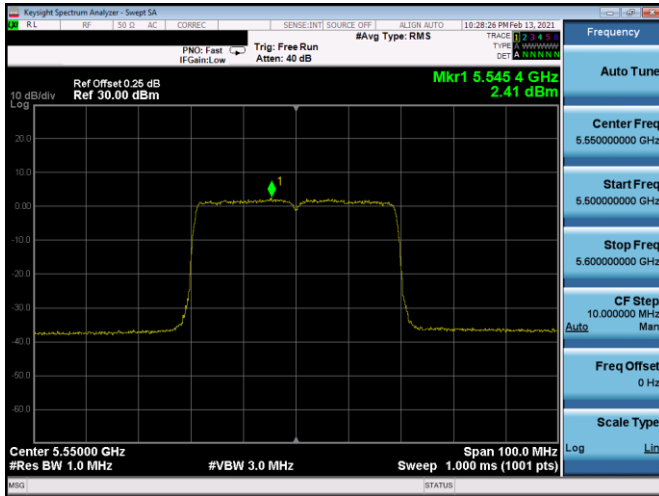 Keysight Spectrum Analyzer - Swept SA
RL RF 50 Ω AC CORREC SENSE:INT SOURCE OFF ALIGN AUTO 10:28:26 PM Feb 13, 2021
#Avg Type: RMS
TRACE 1 2 3 4 5 6
TYPE A WWWWW
DET A N N N N N
PNO: Fast
IFGain:Low
Trig: Free Run
Atten: 40 dB
Mkr1 5.545 4 GHz
2.41 dBm
Ref Offset 0.25 dB
10 dB/div Ref 30.00 dBm
Log
20.0
10.0
1
0.00
-10.0
-20.0
-30.0
-40.0
-50.0
-60.0
Center 5.55000 GHz Span 100.0 MHz
#Res BW 1.0 MHz #VBW 3.0 MHz Sweep 1.000 ms (1001 pts)
MSG STATUS
Frequency
Auto Tune
Center Freq
5.550000000 GHz
Start Freq
5.500000000 GHz
Stop Freq
5.600000000 GHz
CF Step
10.000000 MHz
Auto Man
Freq Offset
0 Hz
Scale Type
Log Lin